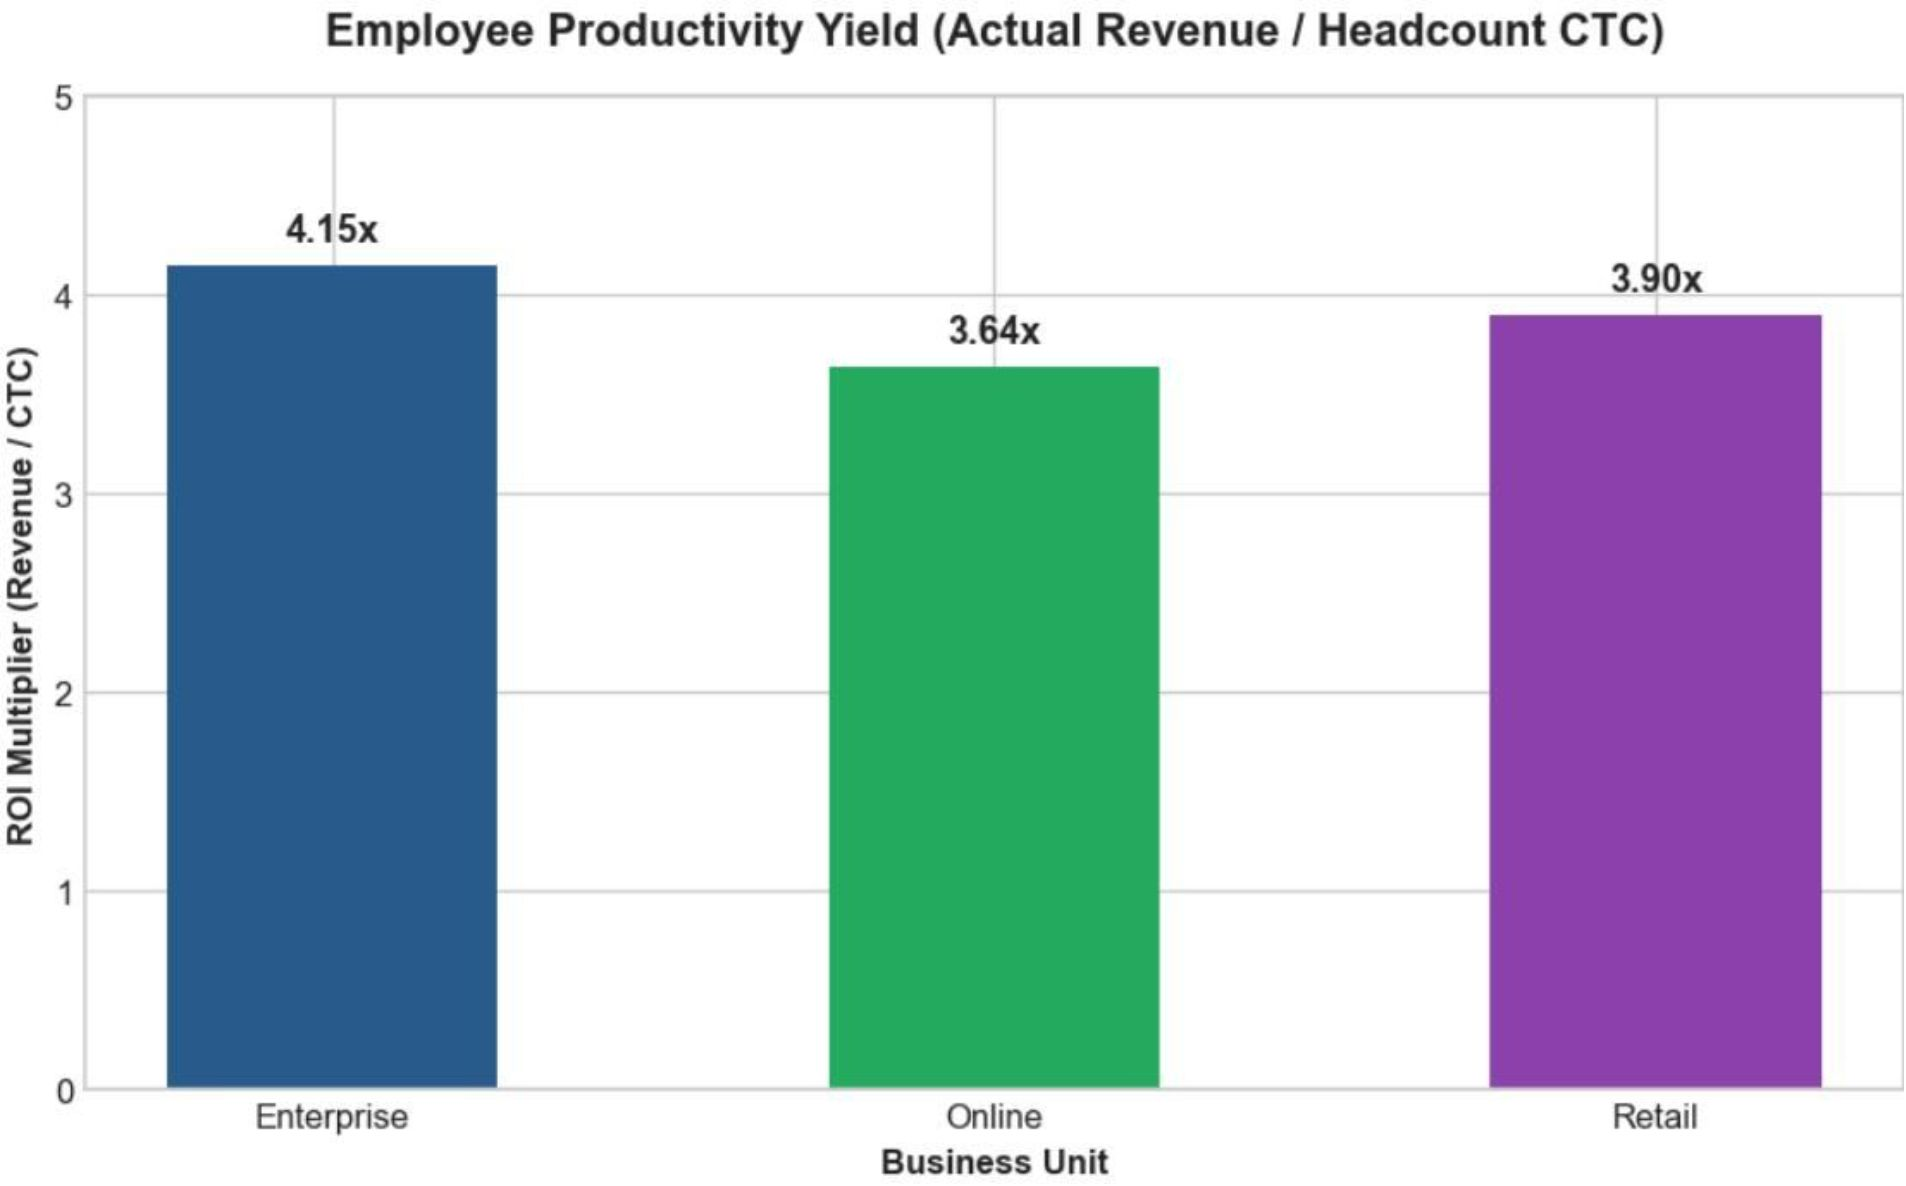 Employee Productivity Yield (Actual Revenue / Headcount CTC)
ROI Multiplier (Revenue / CTC)
5
4
3
2
1
0
4.15x
3.64x
3.90x
Enterprise
Online
Retail
Business Unit